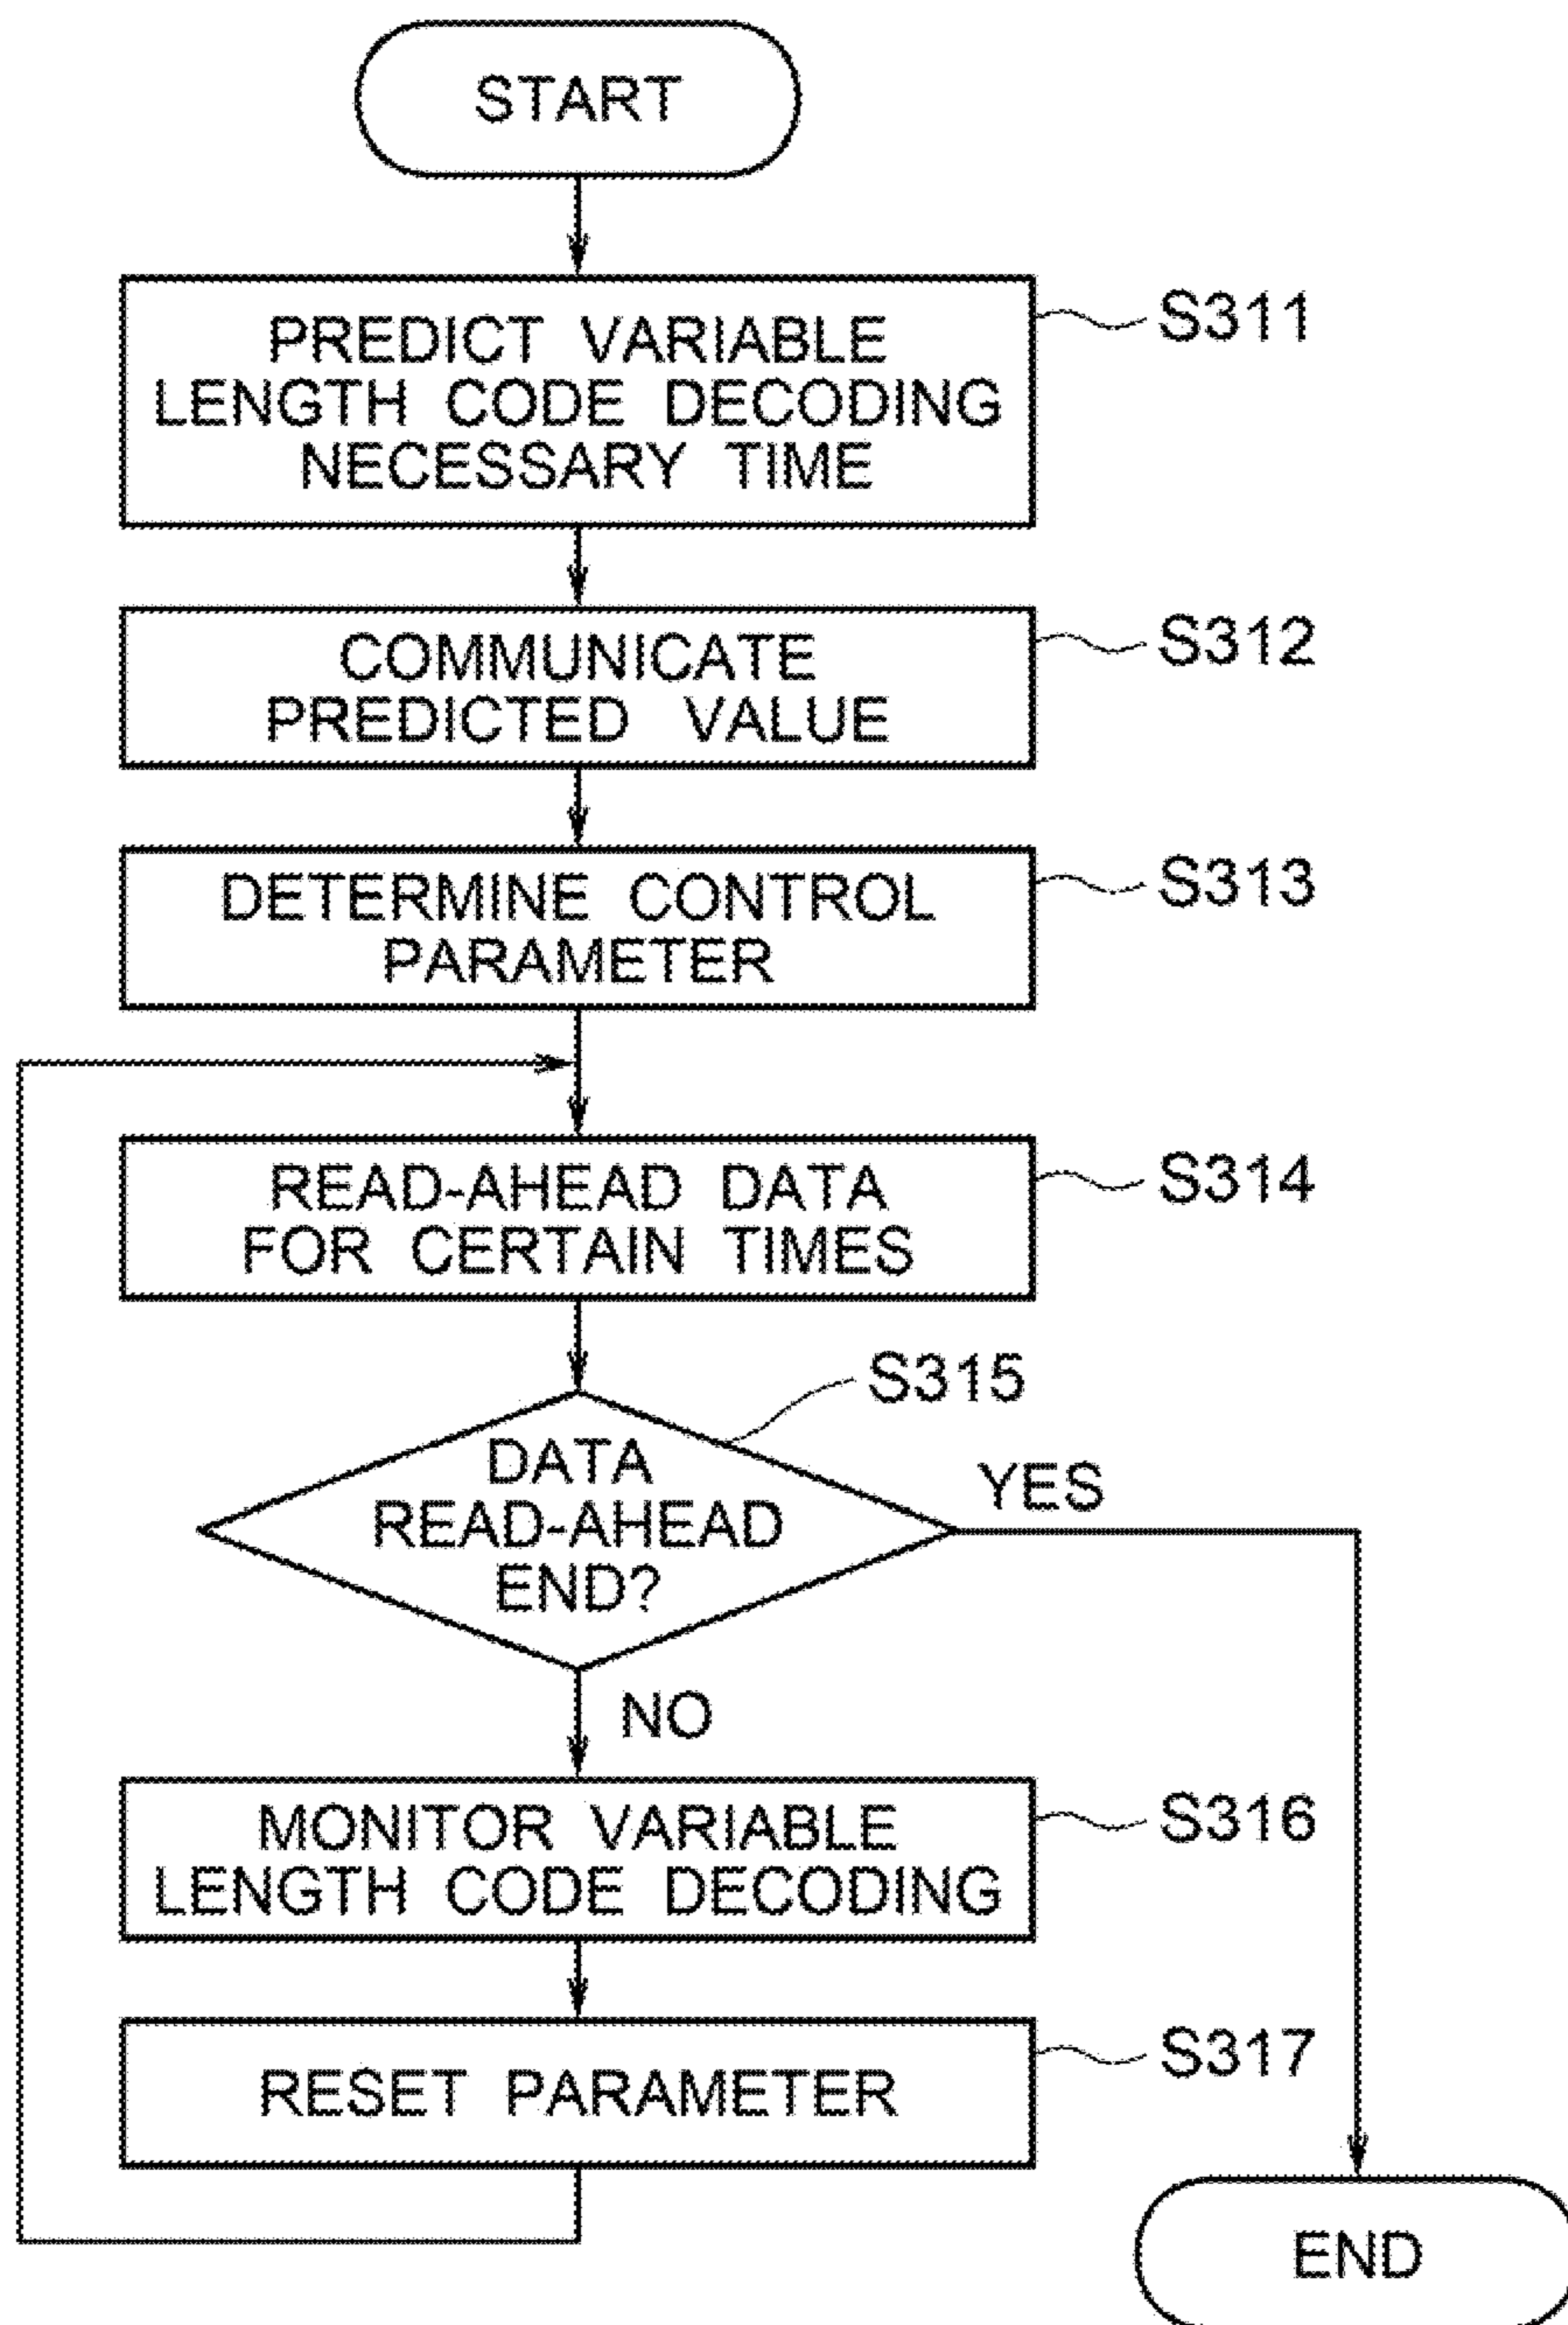 START
PREDICT VARIABLE
LENGTH CODE DECODING
NECESSARY TIME
S311
COMMUNICATE
PREDICTED VALUE
S312
DETERMINE CONTROL
PARAMETER
S313
READ-AHEAD DATA
FOR CERTAIN TIMES
S314
S315
DATA
READ-AHEAD
END?
YES
NO
MONITOR VARIABLE
LENGTH CODE DECODING
S316
RESET PARAMETER
S317
END